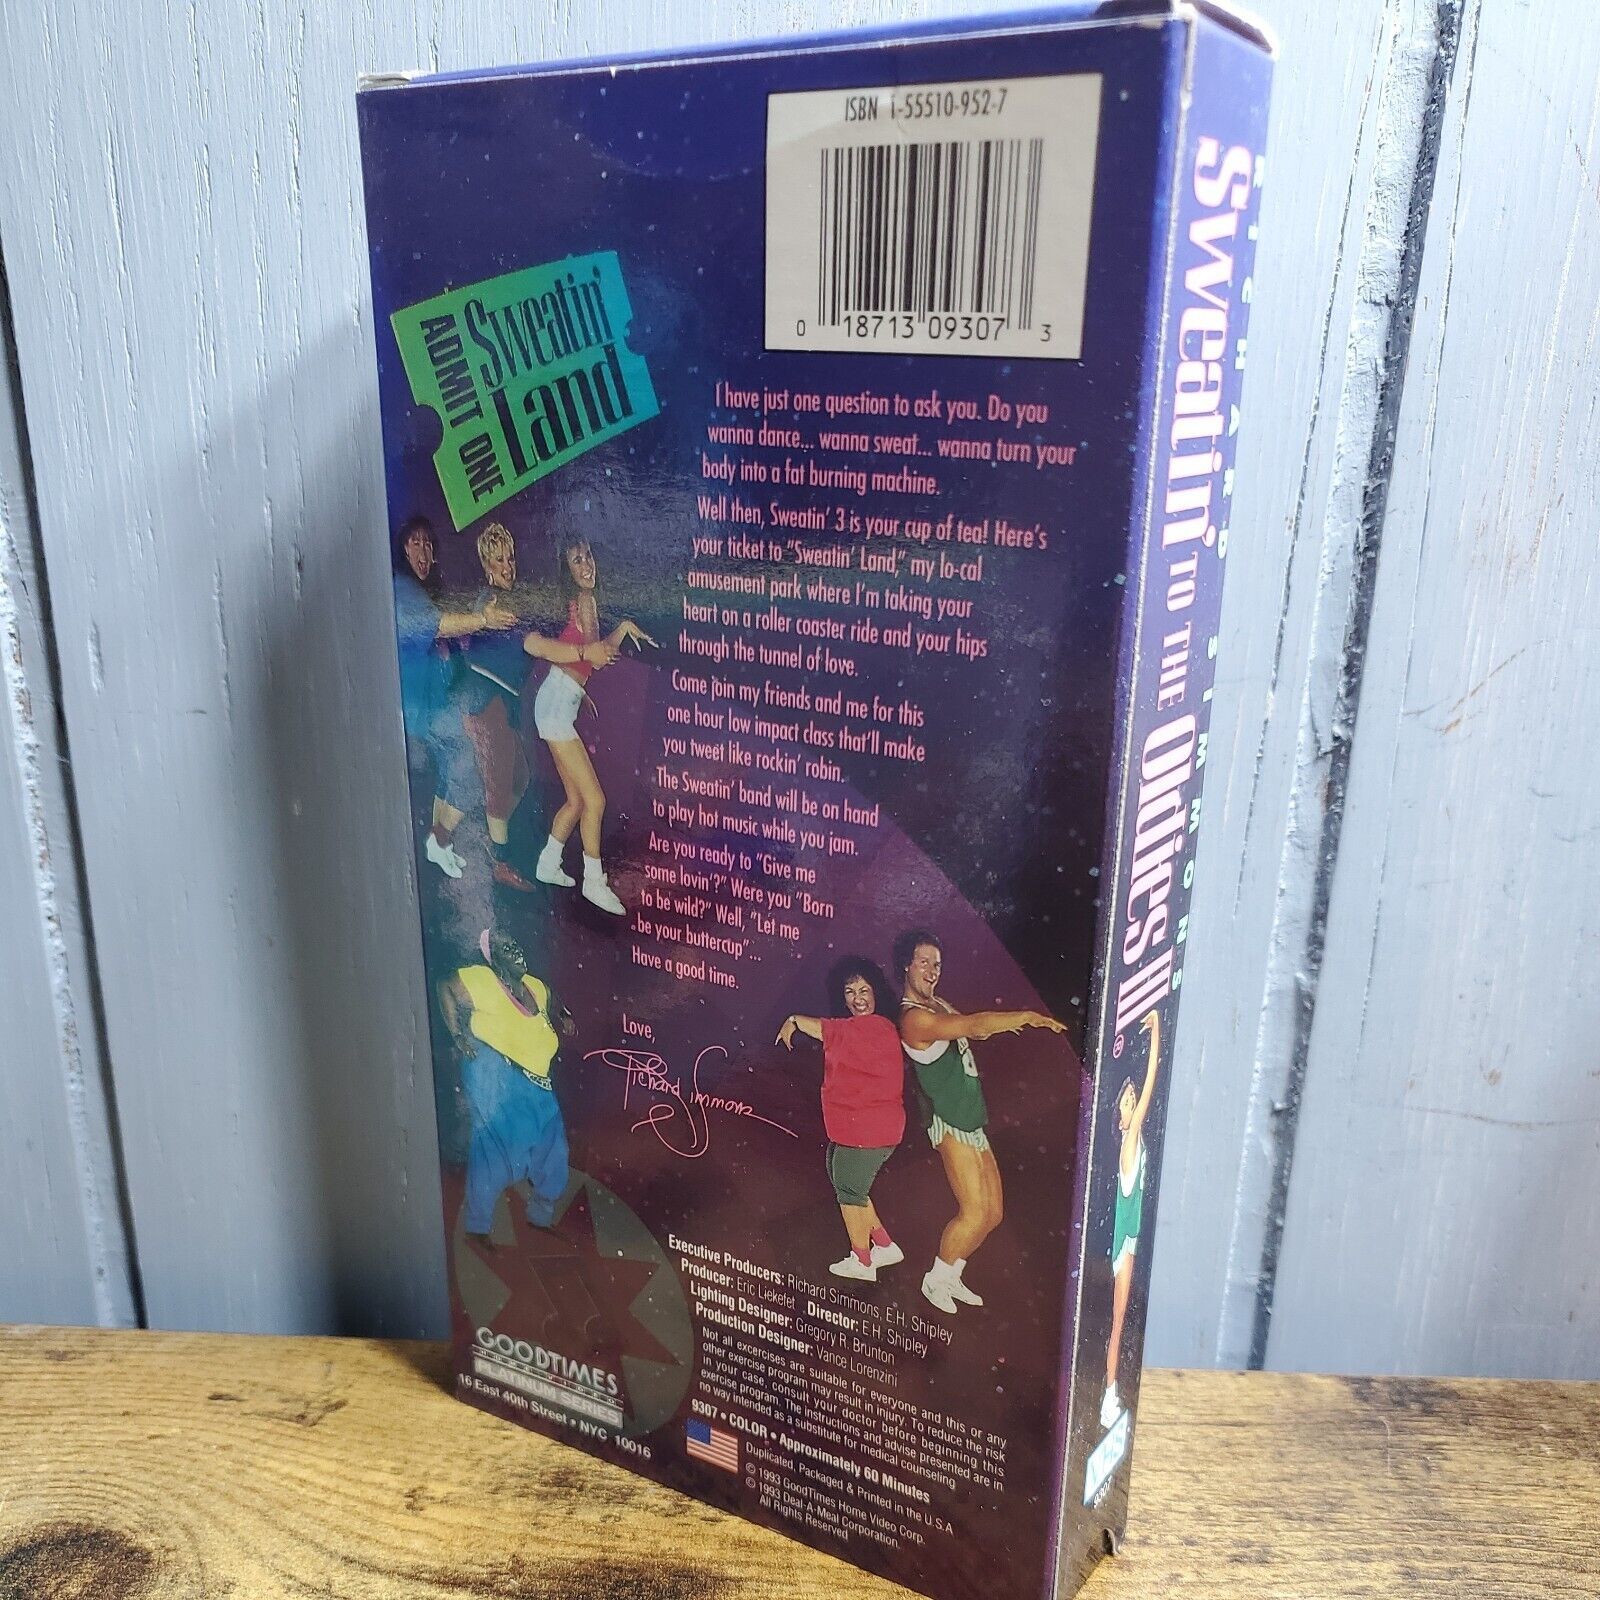 ISBN 1-55510-952-7
0 18713 09307 3
ADMIT ONE
Sweatin'
Land
I have just one question to ask you. Do you
wanna dance... wanna sweat... wanna turn your
body into a fat burning machine.
Well then, Sweatin' 3 is your cup of tea! Here's
your ticket to "Sweatin' Land," my lo-cal
amusement park where I'm taking your
heart on a roller coaster ride and your hips
through the tunnel of love.
Come join my friends and me for this
one hour low impact class that'll make
you tweet like rockin' robin.
The Sweatin' band will be on hand
to play hot music while you jam.
Are you ready to "Give me
some lovin'?" Were you "Born
to be wild?" Well, "Let me
be your buttercup"...
Have a good time.
Love,
Richard Simmons
Executive Producers: Richard Simmons, E.H. Shipley
Producer: Eric Liekefet Director: E.H. Shipley
Lighting Designer: Gregory R. Brunton
Production Designer: Vance Lorenzini
Not all excercises are suitable for everyone and this or any
other exercise program may result in injury. To reduce the risk
in your case, consult your doctor before beginning this
exercise program. The instructions and advise presented are in
no way intended as a substitute for medical counseling
9307 • COLOR • Approximately 60 Minutes
Duplicated, Packaged & Printed in the U.S.A
© 1993 GoodTimes Home Video Corp.
© 1993 Deal-A-Meal Corporation.
All Rights Reserved
GOODTIMES
HOME VIDEO
PLATINUM SERIES
16 East 40th Street • NYC 10016
RICHARD SIMMONS
Sweatin' TO THE Oldies III®
VHS
9307